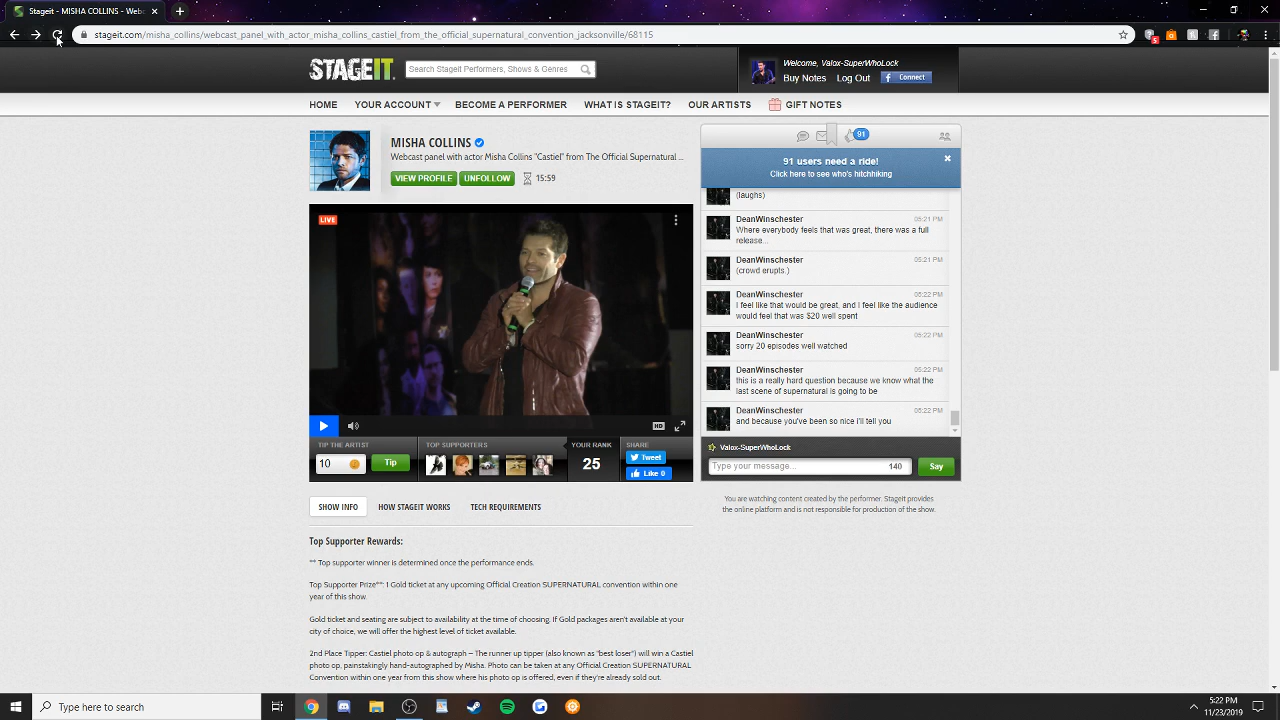 Stageit - MISHA COLLINS - Web
stageit.com/misha_collins/webcast_panel_with_actor_misha_collins_castiel_from_the_official_supernatural_convention_jacksonville/68115
5
STAGEIT.
Search Stageit Performers, Shows & Genres
Welcome, Valox-SuperWhoLock
Buy Notes
Log Out
f Connect
HOME
YOUR ACCOUNT
BECOME A PERFORMER
WHAT IS STAGEIT?
OUR ARTISTS
GIFT NOTES
MISHA COLLINS
Webcast panel with actor Misha Collins "Castiel" from The Official Supernatural ...
VIEW PROFILE
UNFOLLOW
15:59
LIVE
HD
TIP THE ARTIST
10
Tip
TOP SUPPORTERS
YOUR RANK
25
SHARE
Tweet
Like 0
91
91 users need a ride!
Click here to see who's hitchhiking
(laughs)
DeanWinschester 05:21 PM
Where everybody feels that was great, there was a full
release...
DeanWinschester 05:21 PM
(crowd erupts.)
DeanWinschester 05:22 PM
I feel like that would be great, and I feel like the audience
would feel that was $20 well spent
DeanWinschester 05:22 PM
sorry 20 episodes well watched
DeanWinschester 05:22 PM
this is a really hard question because we know what the
last scene of supernatural is going to be
DeanWinschester 05:22 PM
and because you've been so nice i'll tell you
Valox-SuperWhoLock
Type your message...
140
Say
You are watching content created by the performer. Stageit provides
the online platform and is not responsible for production of the show.
SHOW INFO
HOW STAGEIT WORKS
TECH REQUIREMENTS
Top Supporter Rewards:
** Top supporter winner is determined once the performance ends.
Top Supporter Prize**: 1 Gold ticket at any upcoming Official Creation SUPERNATURAL convention within one
year of this show.
Gold ticket and seating are subject to availability at the time of choosing. If Gold packages aren't available at your
city of choice, we will offer the highest level of ticket available.
2nd Place Tipper: Castiel photo op & autograph – The runner up tipper (also known as "best loser") will win a Castiel
photo op, painstakingly hand-autographed by Misha. Photo can be taken at any Official Creation SUPERNATURAL
Convention within one year from this show where his photo op is offered, even if they're already sold out.
Type here to search
5:22 PM
11/23/2019